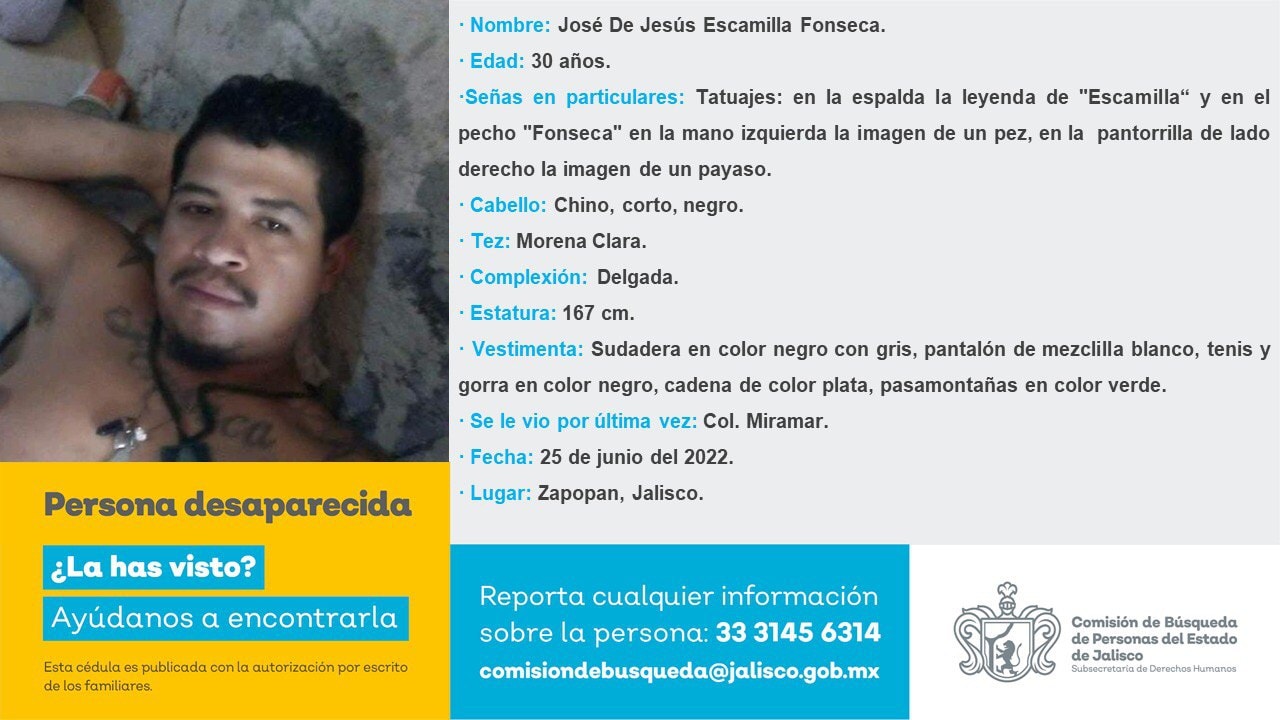 · Nombre: José De Jesús Escamilla Fonseca.
· Edad: 30 años.
·Señas en particulares: Tatuajes: en la espalda la leyenda de "Escamilla“ y en el
pecho "Fonseca" en la mano izquierda la imagen de un pez, en la pantorrilla de lado
derecho la imagen de un payaso.
· Cabello: Chino, corto, negro.
· Tez: Morena Clara.
· Complexión: Delgada.
· Estatura: 167 cm.
· Vestimenta: Sudadera en color negro con gris, pantalón de mezclilla blanco, tenis y
gorra en color negro, cadena de color plata, pasamontañas en color verde.
· Se le vio por última vez: Col. Miramar.
· Fecha: 25 de junio del 2022.
· Lugar: Zapopan, Jalisco.
Persona desaparecida
¿La has visto?
Ayúdanos a encontrarla
Esta cédula es publicada con la autorización por escrito
de los familiares.
Reporta cualquier información
sobre la persona: 33 3145 6314
comisiondebusqueda@jalisco.gob.mx
Comisión de Búsqueda
de Personas del Estado
de Jalisco
Subsecretaría de Derechos Humanos